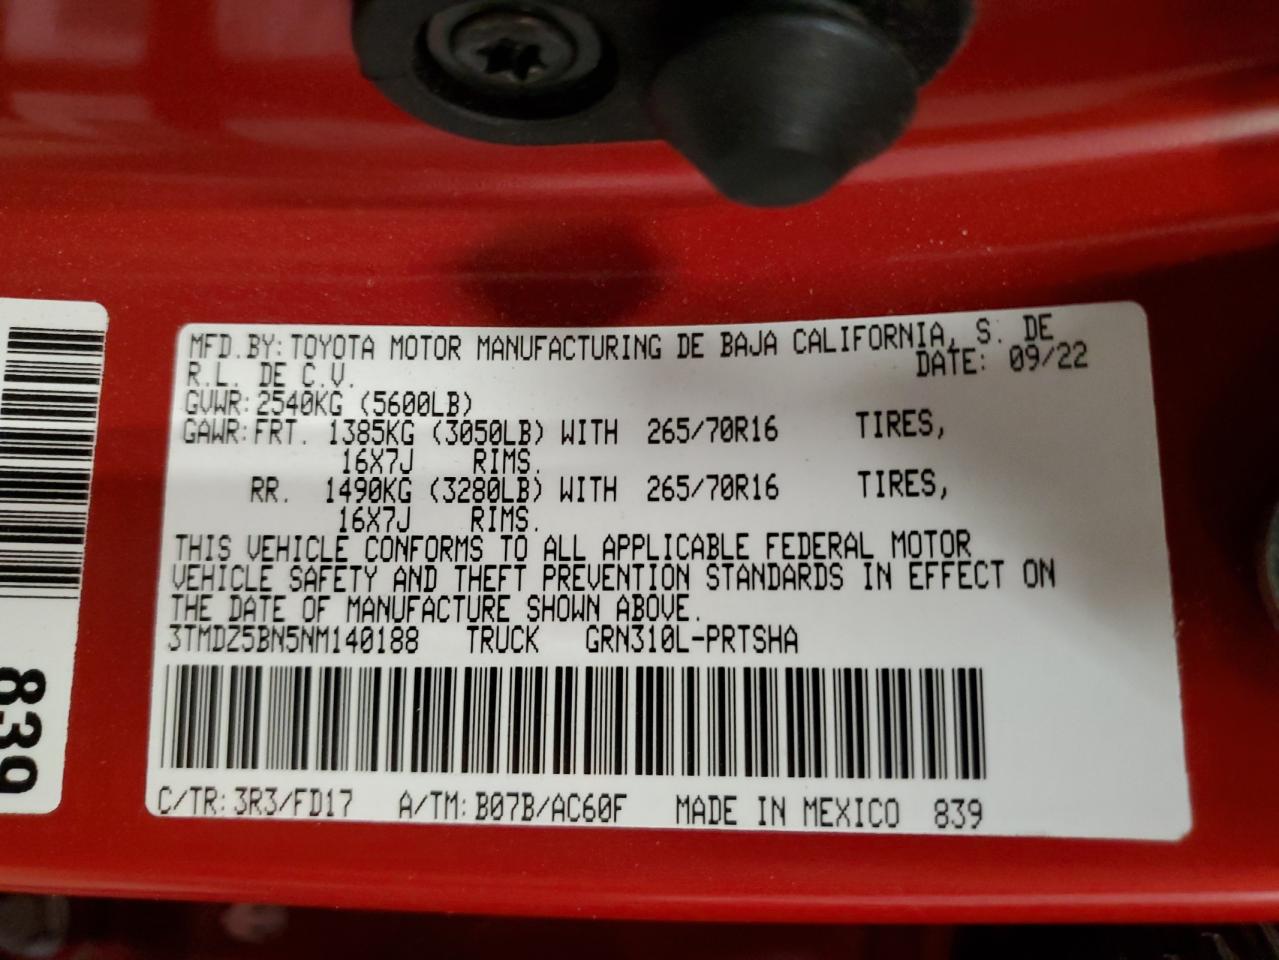 MFD.BY:TOYOTA MOTOR MANUFACTURING DE BAJA CALIFORNIA, S. DE
R.L. DE C.V. DATE: 09/22
GVWR:2540KG (5600LB)
GAWR:FRT. 1385KG (3050LB) WITH 265/70R16 TIRES,
16X7J RIMS.
RR. 1490KG (3280LB) WITH 265/70R16 TIRES,
16X7J RIMS.
THIS VEHICLE CONFORMS TO ALL APPLICABLE FEDERAL MOTOR
VEHICLE SAFETY AND THEFT PREVENTION STANDARDS IN EFFECT ON
THE DATE OF MANUFACTURE SHOWN ABOVE.
3TMDZ5BN5NM140188 TRUCK GRN310L-PRTSHA
C/TR:3R3/FD17 A/TM:B07B/AC60F MADE IN MEXICO 839
839